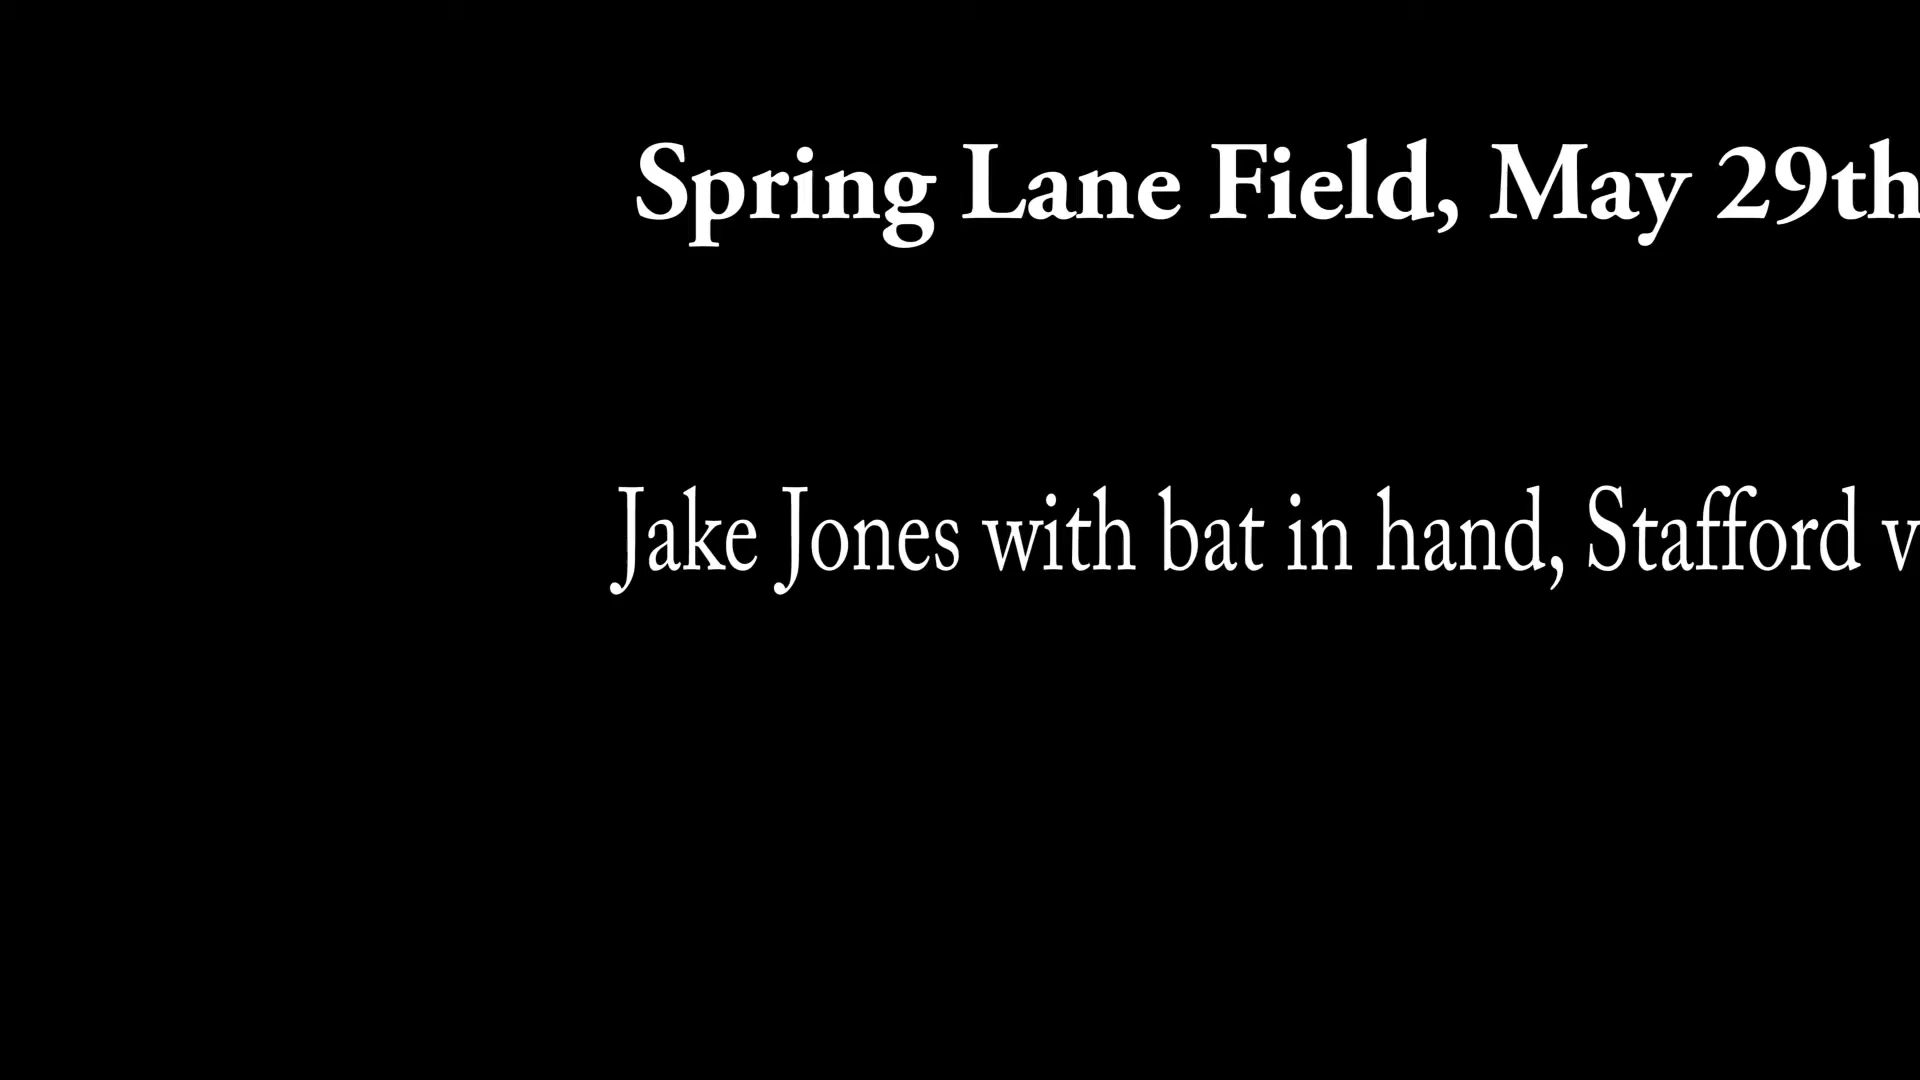 Spring Lane Field, May 29th
Jake Jones with bat in hand, Stafford